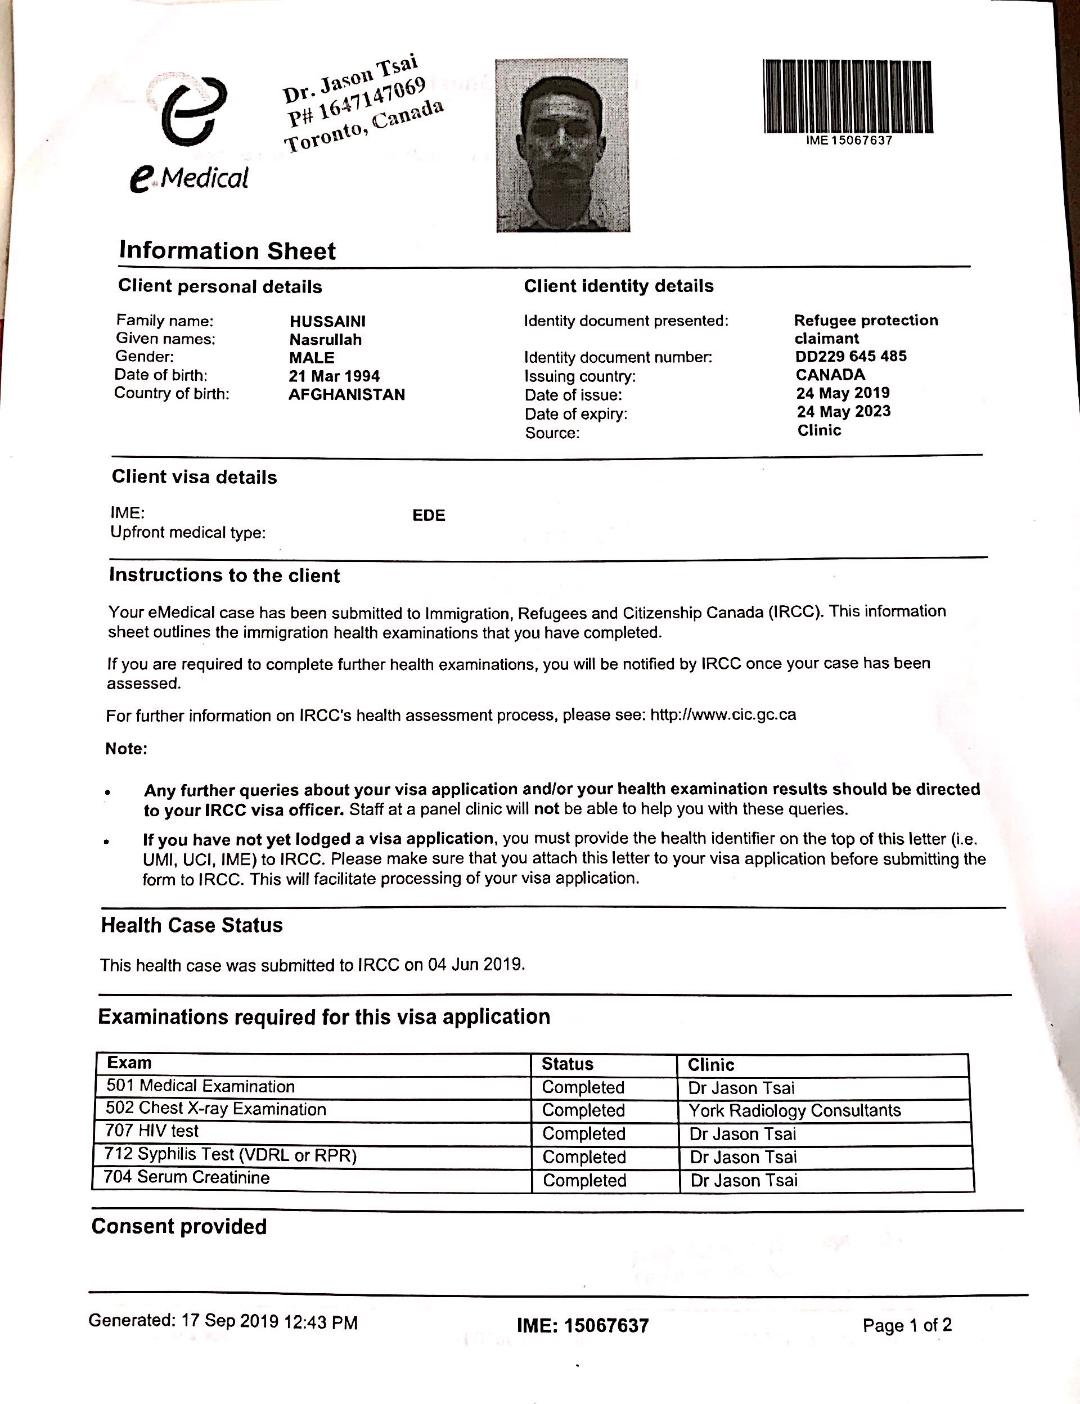 Dr. Jason Tsai
P# 1647147069
Toronto, Canada
e Medical
IME 15067637
Information Sheet
Client personal details
Family name: HUSSAINI
Given names: Nasrullah
Gender: MALE
Date of birth: 21 Mar 1994
Country of birth: AFGHANISTAN
Client identity details
Identity document presented: Refugee protection
claimant
Identity document number: DD229 645 485
Issuing country: CANADA
Date of issue: 24 May 2019
Date of expiry: 24 May 2023
Source: Clinic
Client visa details
IME: EDE
Upfront medical type:
Instructions to the client
Your eMedical case has been submitted to Immigration, Refugees and Citizenship Canada (IRCC). This information
sheet outlines the immigration health examinations that you have completed.
If you are required to complete further health examinations, you will be notified by IRCC once your case has been
assessed.
For further information on IRCC's health assessment process, please see: http://www.cic.gc.ca
Note:
• Any further queries about your visa application and/or your health examination results should be directed
to your IRCC visa officer. Staff at a panel clinic will not be able to help you with these queries.
• If you have not yet lodged a visa application, you must provide the health identifier on the top of this letter (i.e.
UMI, UCI, IME) to IRCC. Please make sure that you attach this letter to your visa application before submitting the
form to IRCC. This will facilitate processing of your visa application.
Health Case Status
This health case was submitted to IRCC on 04 Jun 2019.
Examinations required for this visa application
Exam Status Clinic
501 Medical Examination Completed Dr Jason Tsai
502 Chest X-ray Examination Completed York Radiology Consultants
707 HIV test Completed Dr Jason Tsai
712 Syphilis Test (VDRL or RPR) Completed Dr Jason Tsai
704 Serum Creatinine Completed Dr Jason Tsai
Consent provided
Generated: 17 Sep 2019 12:43 PM IME: 15067637 Page 1 of 2